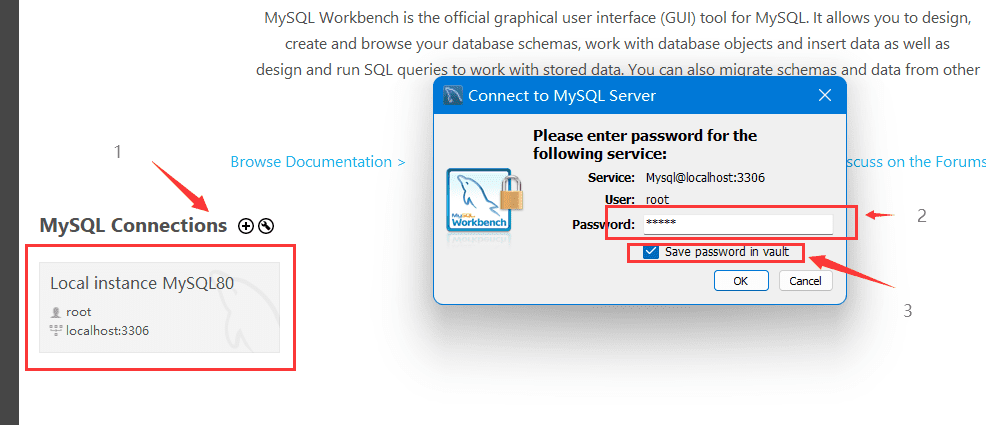 MySQL Workbench is the official graphical user interface (GUI) tool for MySQL. It allows you to design,
create and browse your database schemas, work with database objects and insert data as well as
design and run SQL queries to work with stored data. You can also migrate schemas and data from other
Connect to MySQL Server
Please enter password for the
following service:
Service: Mysql@localhost:3306
User: root
Password: *****
Save password in vault
OK Cancel
MySQL Workbench
1
2
3
Browse Documentation >
scuss on the Forums
MySQL Connections
Local instance MySQL80
root
localhost:3306